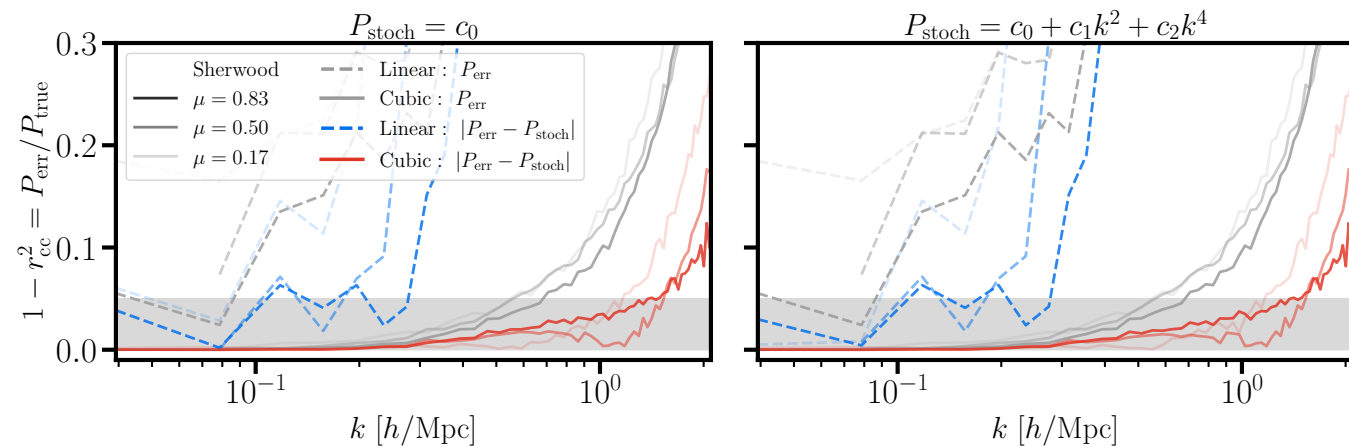 P_stoch = c_0
P_stoch = c_0 + c_1k^2 + c_2k^4
1 − r_cc^2 = P_err/P_true
0.3
0.2
0.1
0.0
Sherwood
μ = 0.83
μ = 0.50
μ = 0.17
Linear : P_err
Cubic : P_err
Linear : |P_err − P_stoch|
Cubic : |P_err − P_stoch|
10^−1
10^0
10^−1
10^0
k [h/Mpc]
k [h/Mpc]